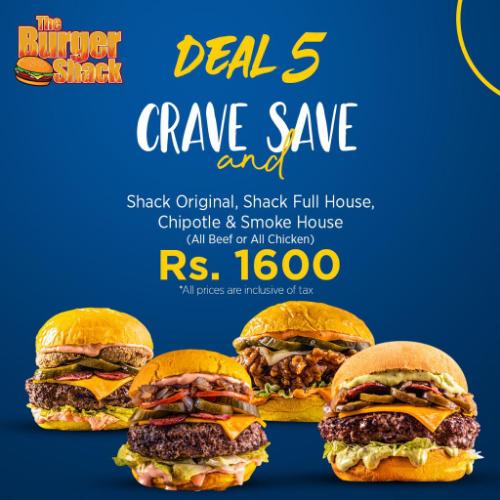 The
Burger
Shack
DEAL 5
CRAVE and SAVE
Shack Original, Shack Full House,
Chipotle & Smoke House
(All Beef or All Chicken)
Rs. 1600
*All prices are inclusive of tax